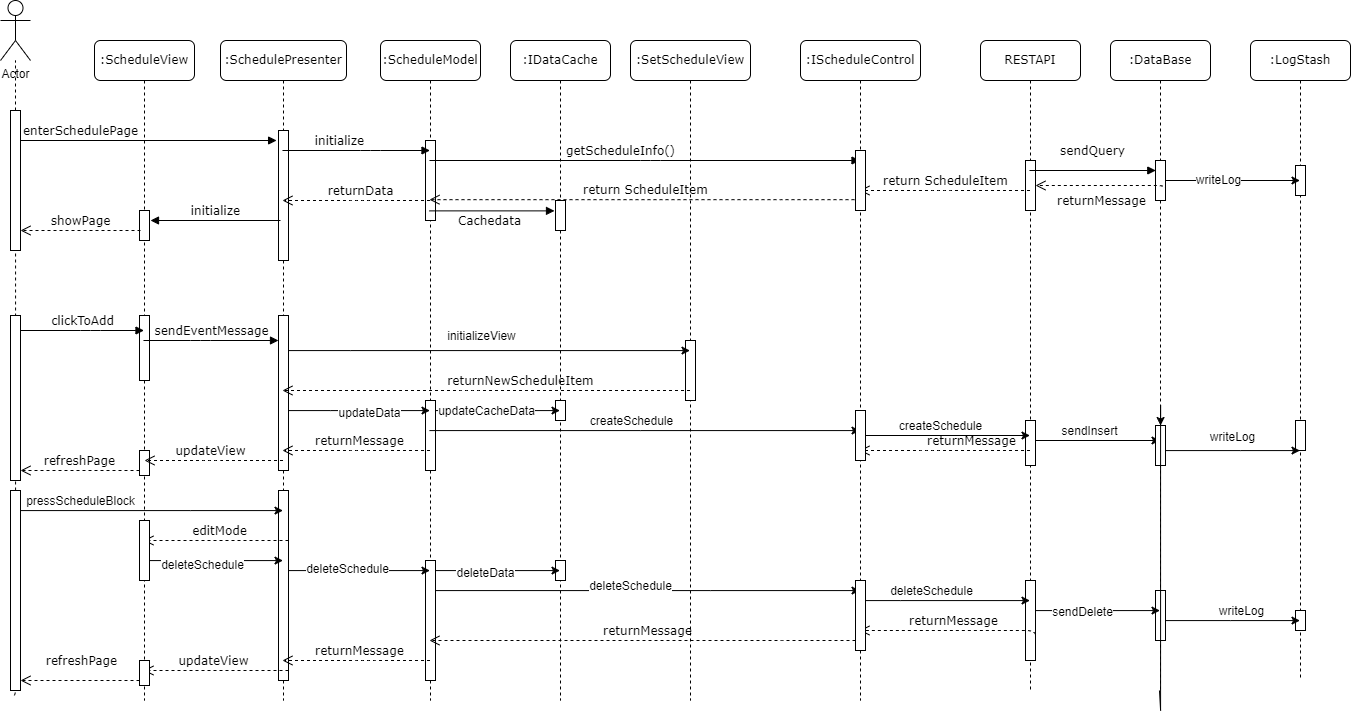 Actor
:ScheduleView
:SchedulePresenter
:ScheduleModel
:IDataCache
:SetScheduleView
:IScheduleControl
RESTAPI
:DataBase
:LogStash
enterSchedulePage
initialize
getScheduleInfo()
sendQuery
return ScheduleItem
writeLog
returnData
return ScheduleItem
returnMessage
initialize
showPage
Cachedata
clickToAdd
sendEventMessage
initializeView
returnNewScheduleItem
updateData
updateCacheData
createSchedule
createSchedule
sendInsert
writeLog
returnMessage
returnMessage
updateView
refreshPage
pressScheduleBlock
editMode
deleteSchedule
deleteSchedule
deleteData
deleteSchedule
deleteSchedule
sendDelete
writeLog
returnMessage
returnMessage
returnMessage
updateView
refreshPage